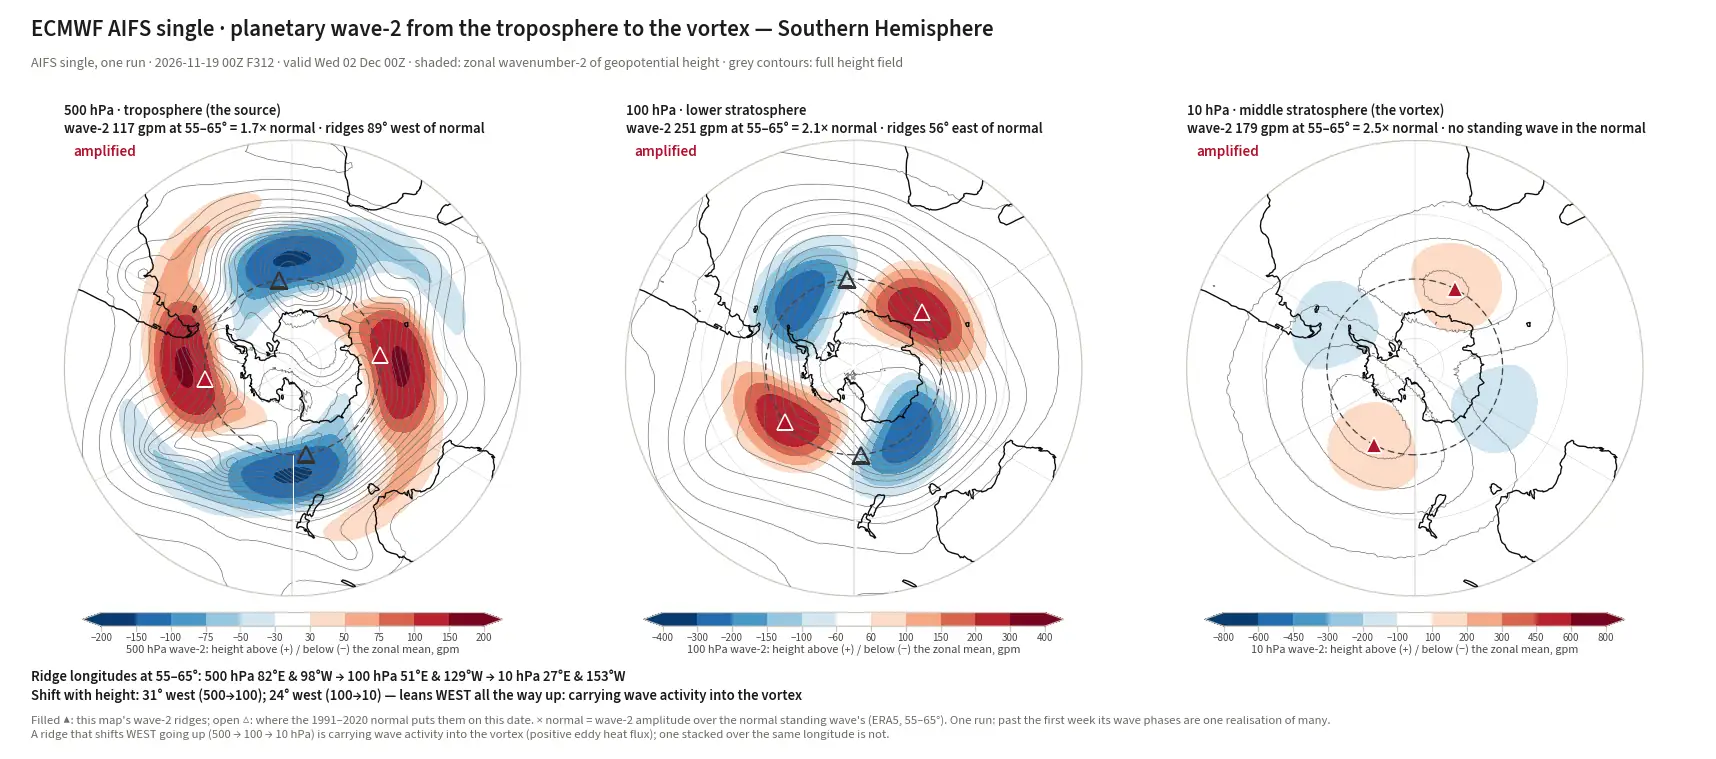 ECMWF AIFS single · planetary wave-2 from the troposphere to the vortex — Southern Hemisphere
AIFS single, one run · 2026-11-19 00Z F312 · valid Wed 02 Dec 00Z · shaded: zonal wavenumber-2 of geopotential height · grey contours: full height field
500 hPa · troposphere (the source)
wave-2 117 gpm at 55–65° = 1.7× normal · ridges 89° west of normal
amplified
100 hPa · lower stratosphere
wave-2 251 gpm at 55–65° = 2.1× normal · ridges 56° east of normal
amplified
10 hPa · middle stratosphere (the vortex)
wave-2 179 gpm at 55–65° = 2.5× normal · no standing wave in the normal
amplified
−200 −150 −100 −75 −50 −30 30 50 75 100 150 200
500 hPa wave-2: height above (+) / below (−) the zonal mean, gpm
−400 −300 −200 −150 −100 −60 60 100 150 200 300 400
100 hPa wave-2: height above (+) / below (−) the zonal mean, gpm
−800 −600 −450 −300 −200 −100 100 200 300 450 600 800
10 hPa wave-2: height above (+) / below (−) the zonal mean, gpm
Ridge longitudes at 55–65°: 500 hPa 82°E & 98°W → 100 hPa 51°E & 129°W → 10 hPa 27°E & 153°W
Shift with height: 31° west (500→100); 24° west (100→10) — leans WEST all the way up: carrying wave activity into the vortex
Filled ▲: this map's wave-2 ridges; open △: where the 1991–2020 normal puts them on this date. × normal = wave-2 amplitude over the normal standing wave's (ERA5, 55–65°). One run: past the first week its wave phases are one realisation of many.
A ridge that shifts WEST going up (500 → 100 → 10 hPa) is carrying wave activity into the vortex (positive eddy heat flux); one stacked over the same longitude is not.